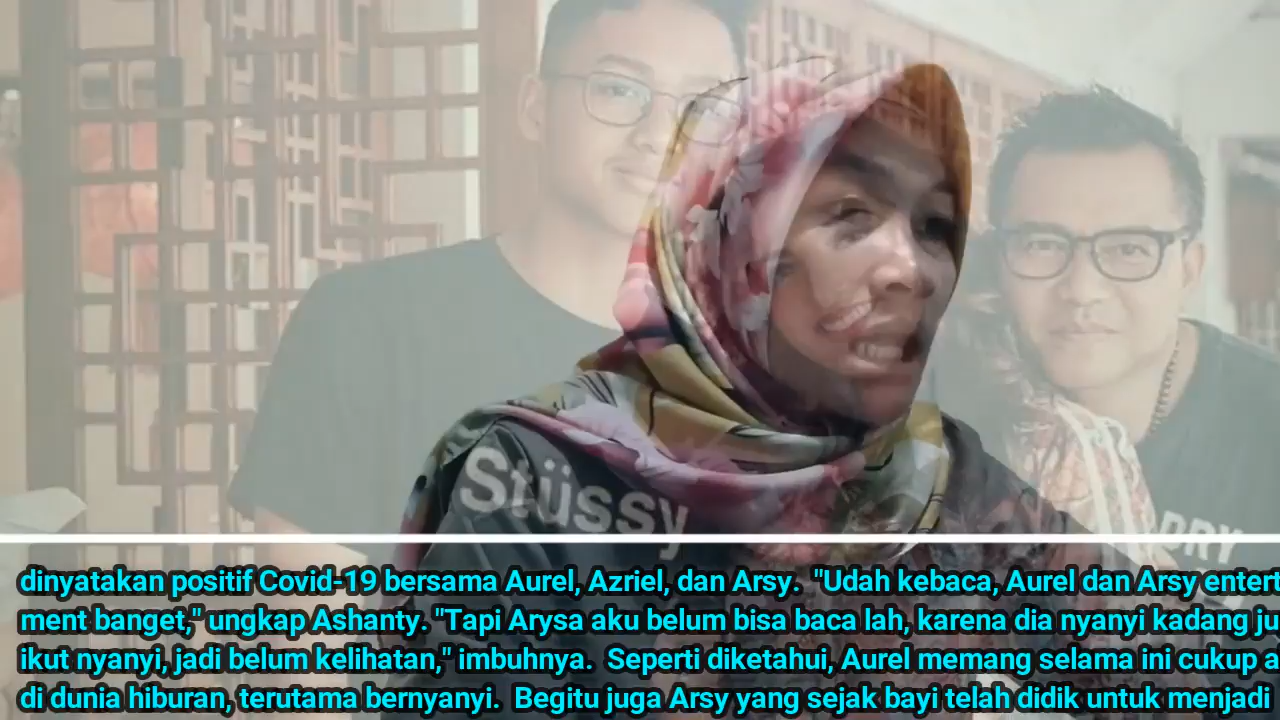 Stüssy
DRY
dinyatakan positif Covid-19 bersama Aurel, Azriel, dan Arsy. "Udah kebaca, Aurel dan Arsy entert
ment banget," ungkap Ashanty. "Tapi Arysa aku belum bisa baca lah, karena dia nyanyi kadang ju
ikut nyanyi, jadi belum kelihatan," imbuhnya. Seperti diketahui, Aurel memang selama ini cukup a
di dunia hiburan, terutama bernyanyi. Begitu juga Arsy yang sejak bayi telah didik untuk menjadi